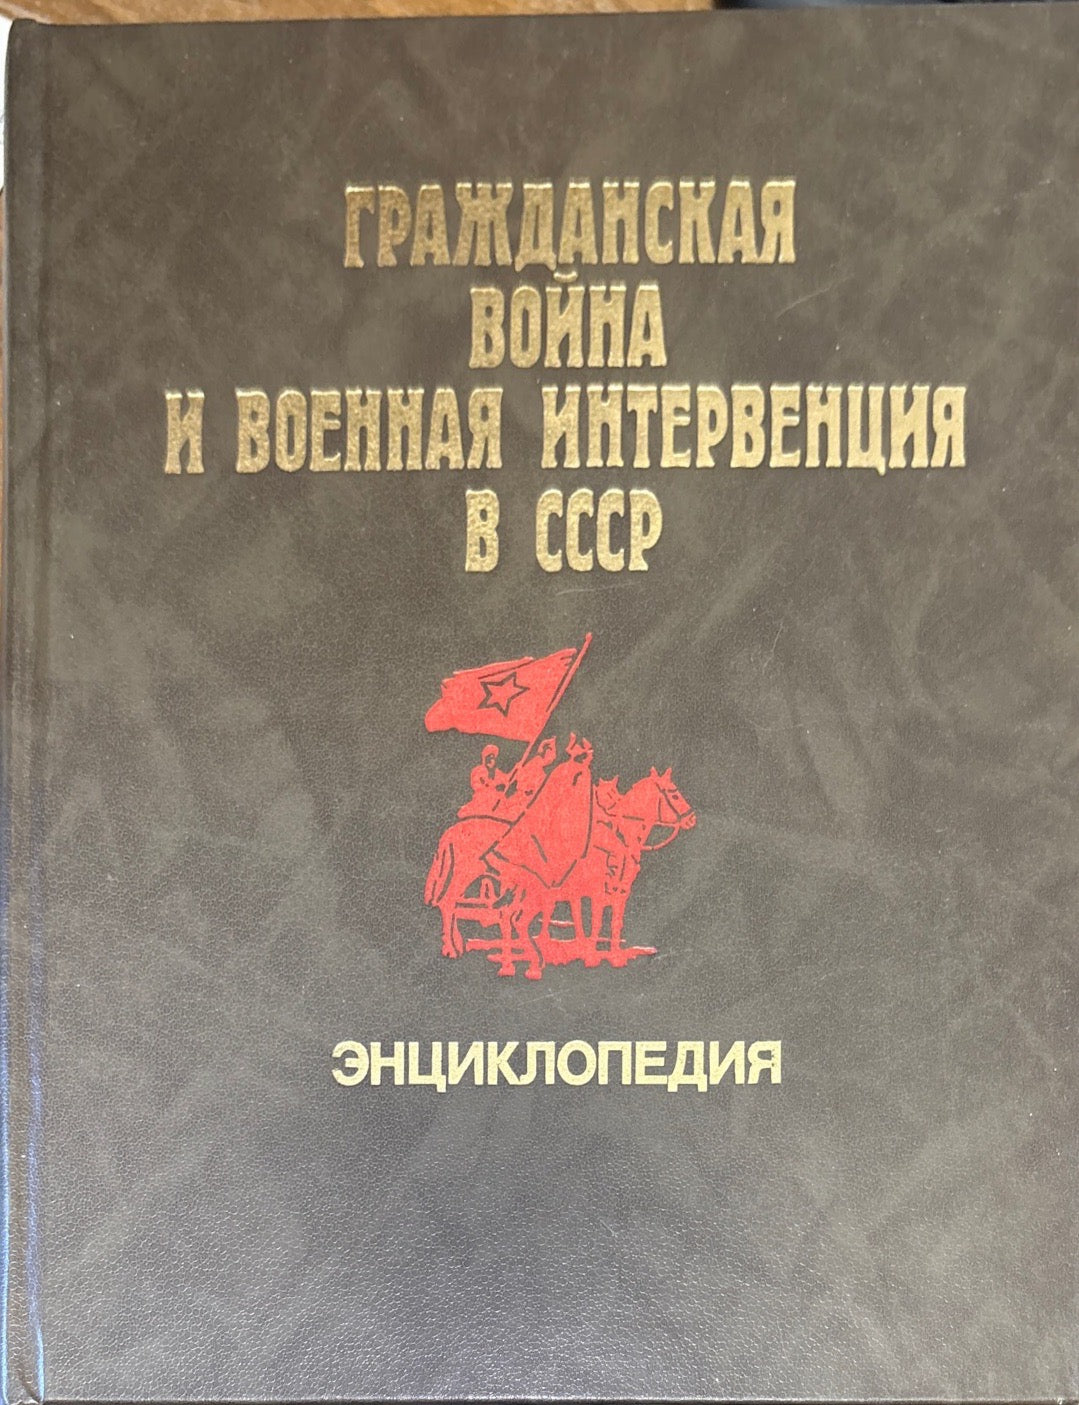 ГРАЖДАНСКАЯ
ВОЙНА
И ВОЕННАЯ ИНТЕРВЕНЦИЯ
В СССР
ЭНЦИКЛОПЕДИЯ